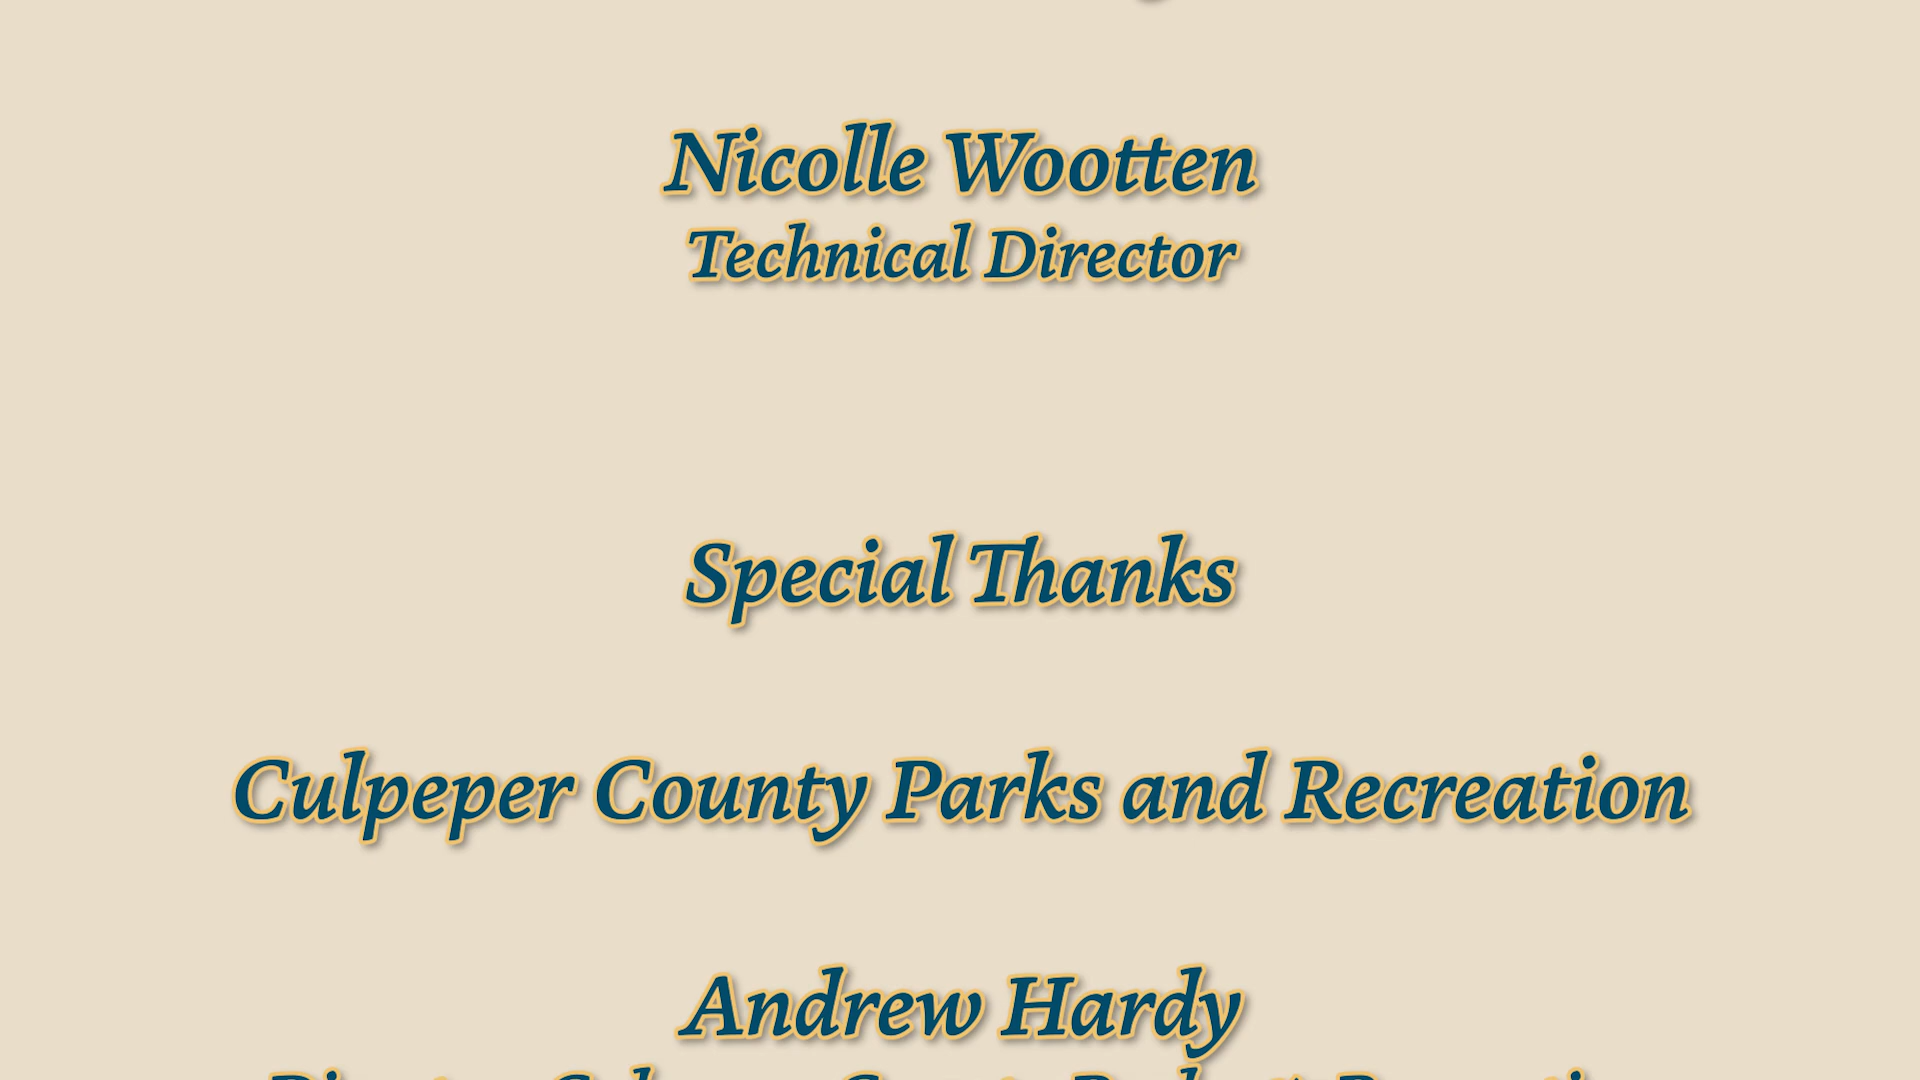 Nicolle Wootten
Technical Director
Special Thanks
Culpeper County Parks and Recreation
Andrew Hardy